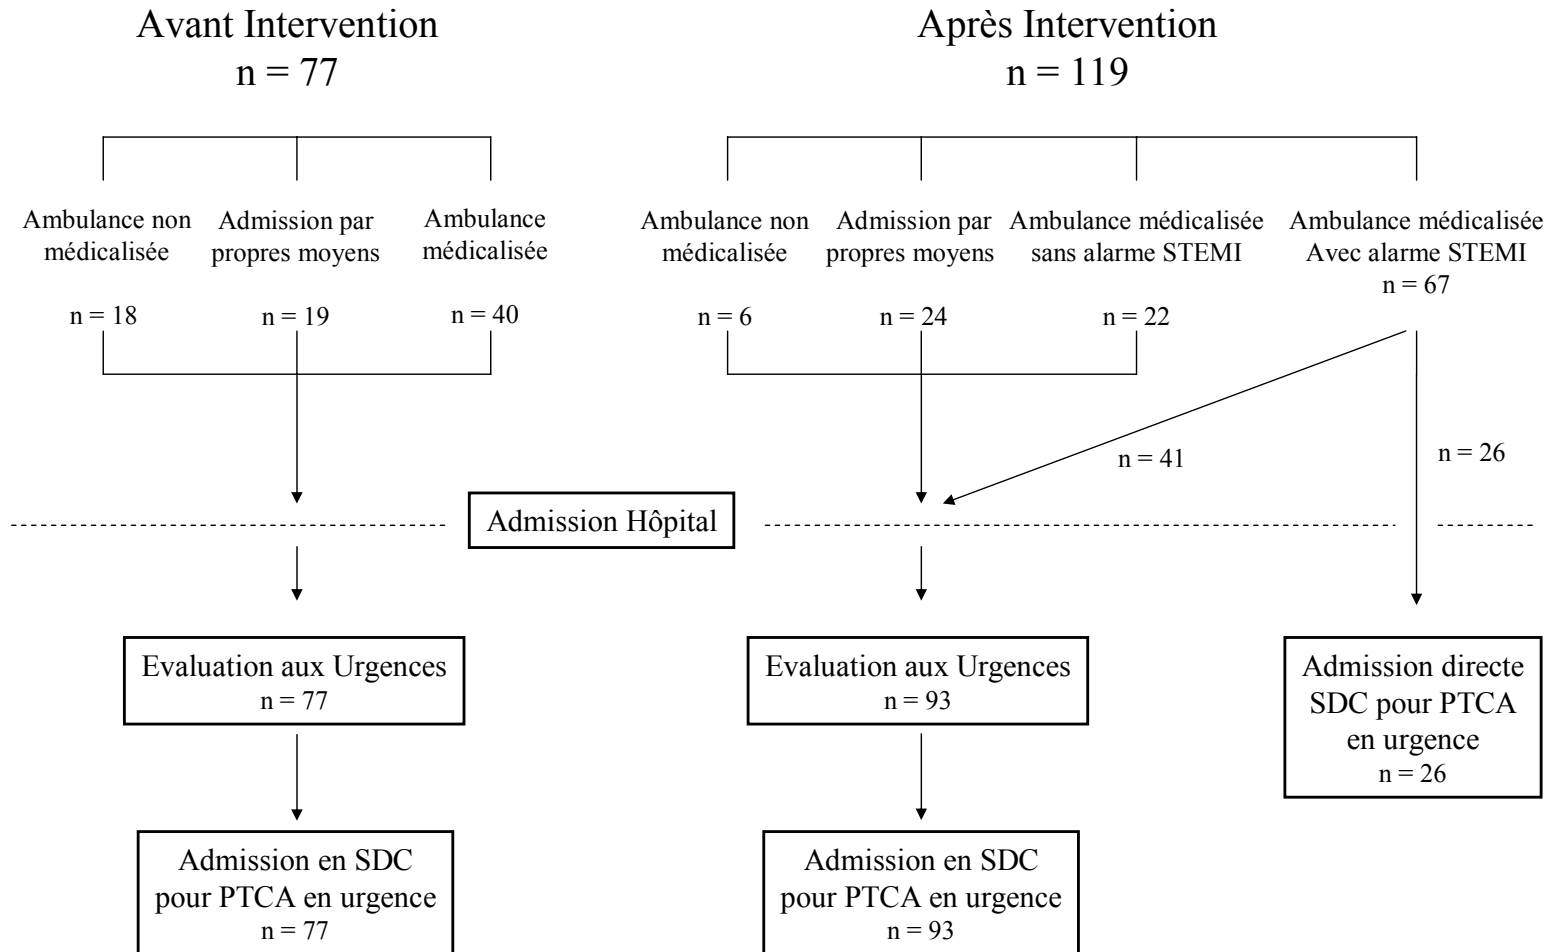 Avant Intervention
n = 77
Après Intervention
n = 119
Ambulance non
médicalisée
n = 18
Admission par
propres moyens
n = 19
Ambulance
médicalisée
n = 40
Ambulance non
médicalisée
n = 6
Admission par
propres moyens
n = 24
Ambulance médicalisée
sans alarme STEMI
n = 22
Ambulance médicalisée
Avec alarme STEMI
n = 67
n = 41
n = 26
Admission Hôpital
Evaluation aux Urgences
n = 77
Evaluation aux Urgences
n = 93
Admission directe
SDC pour PTCA
en urgence
n = 26
Admission en SDC
pour PTCA en urgence
n = 77
Admission en SDC
pour PTCA en urgence
n = 93